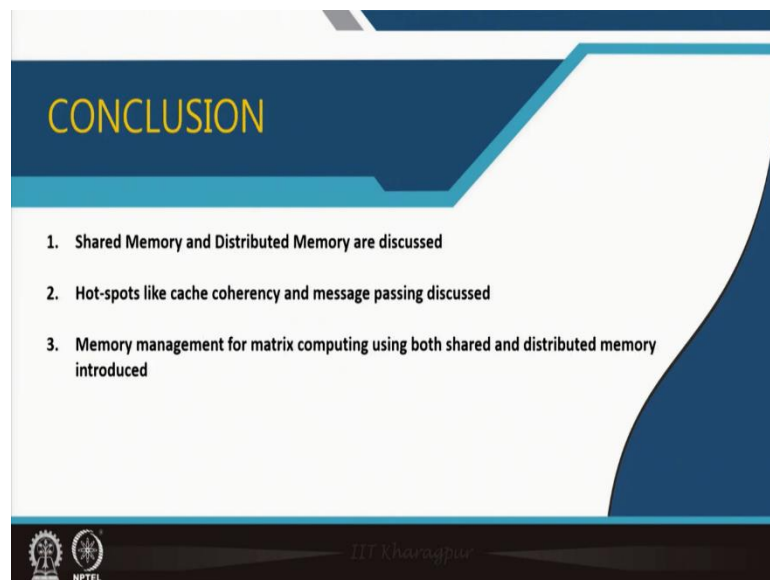 CONCLUSION
1. Shared Memory and Distributed Memory are discussed
2. Hot-spots like cache coherency and message passing discussed
3. Memory management for matrix computing using both shared and distributed memory
introduced
IIT Kharagpur
NPTEL